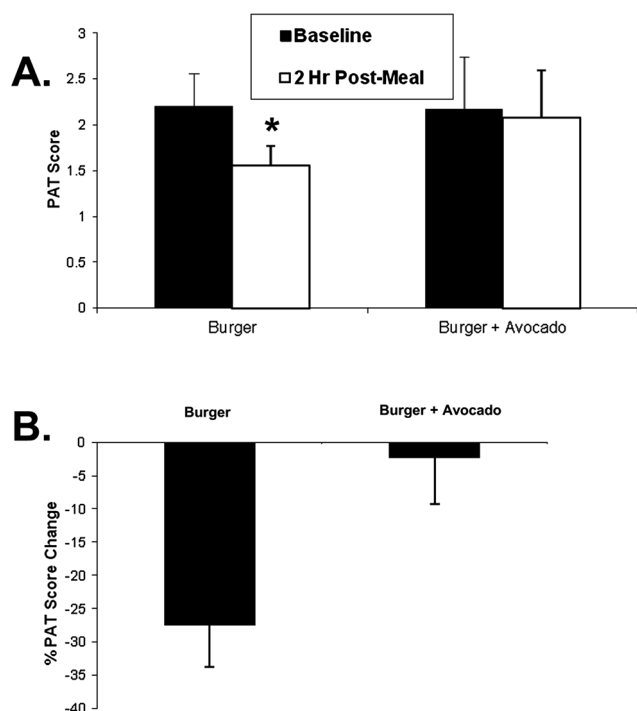 A.
Baseline
2 Hr Post-Meal
PAT Score
3
2.5
2
1.5
1
0.5
0
*
Burger
Burger + Avocado
B.
Burger
Burger + Avocado
%PAT Score Change
0
-5
-10
-15
-20
-25
-30
-35
-40